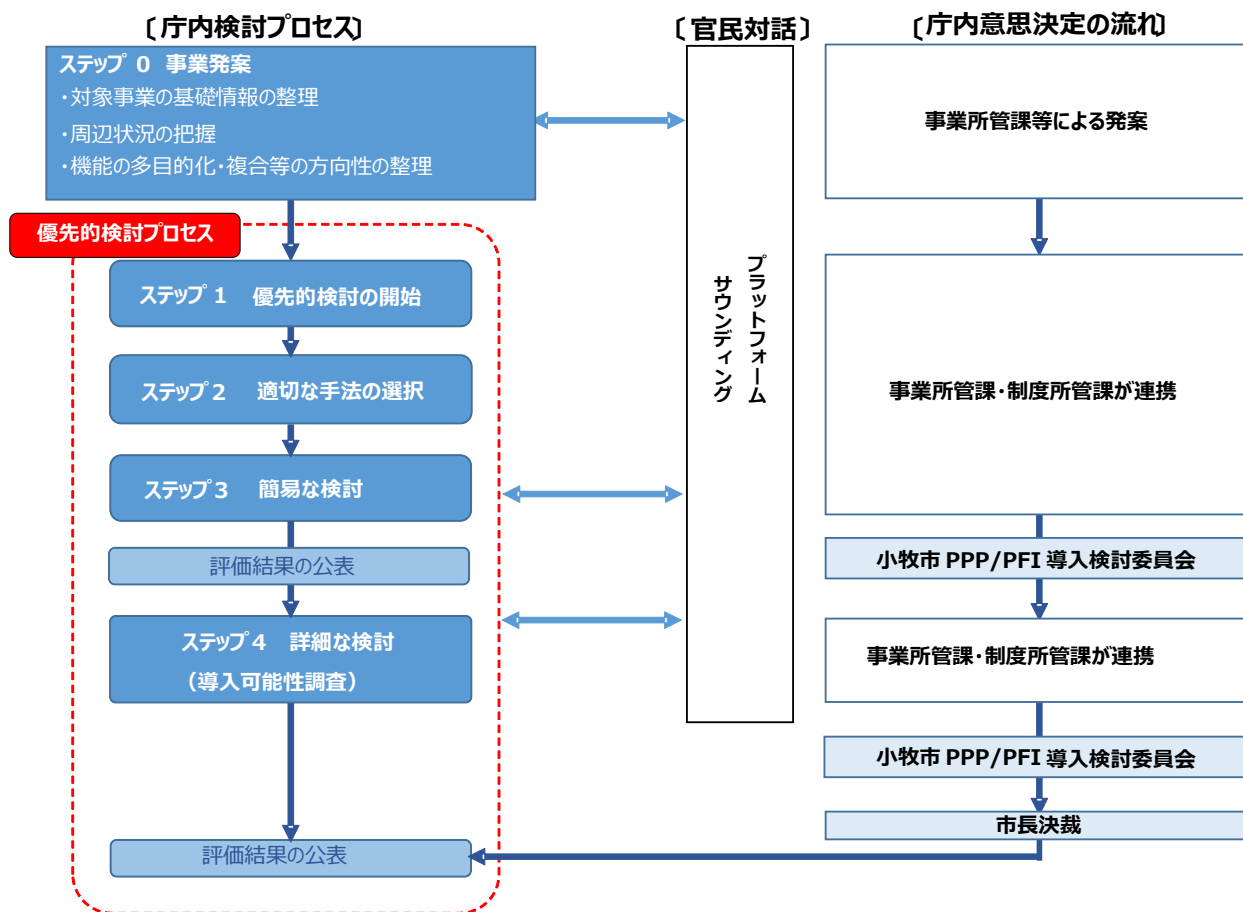 〔庁内検討プロセス〕
ステップ 0 事業発案
・対象事業の基礎情報の整理
・周辺状況の把握
・機能の多目的化・複合等の方向性の整理
優先的検討プロセス
ステップ 1 優先的検討の開始
ステップ 2 適切な手法の選択
ステップ 3 簡易な検討
評価結果の公表
ステップ 4 詳細な検討
(導入可能性調査)
評価結果の公表
〔官民対話〕
プラットフォーム
サウンディング
〔庁内意思決定の流れ〕
事業所管課等による発案
事業所管課・制度所管課が連携
小牧市 PPP/PFI 導入検討委員会
事業所管課・制度所管課が連携
小牧市 PPP/PFI 導入検討委員会
市長決裁